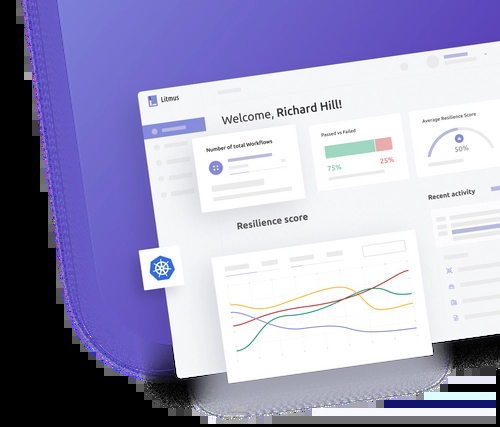 Litmus
Welcome, Richard Hill!
Number of total Workflows
Passed vs Failed
75%
25%
Average Resilience Score
50%
Resilience score
Recent activity